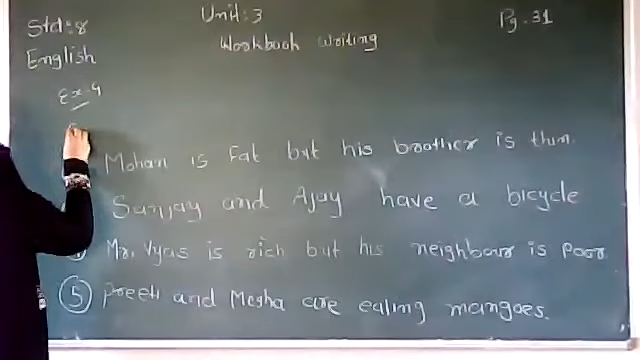 Std:8 Unit:3 Pg.31
English Workbook Writing
Ex.4
Mohan is Fat but his brother is thin.
Sanjay and Ajay have a bicycle
Mr. Vyas is rich but his neighbour is poor
5 Preeti and Megha are eating mangoes.